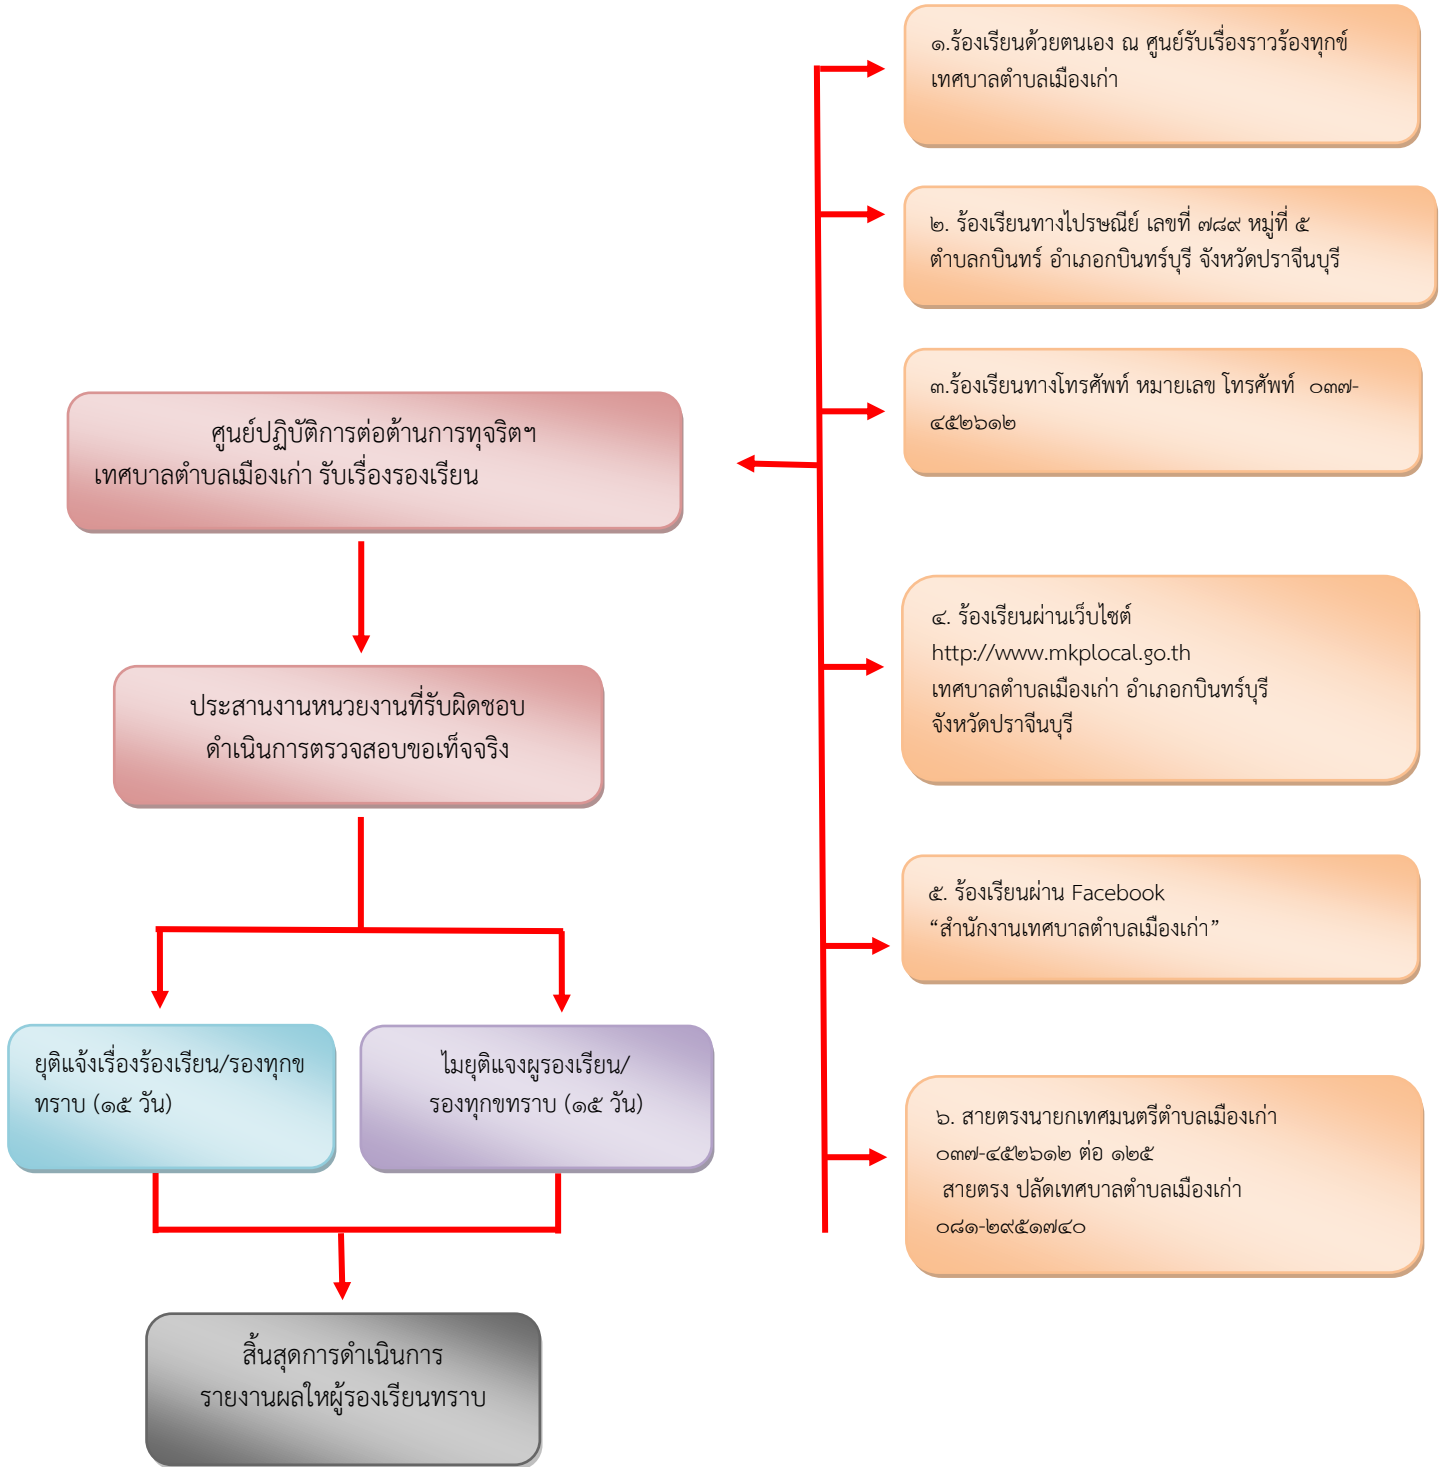 ๑.ร้องเรียนด้วยตนเอง ณ ศูนย์รับเรื่องราวร้องทุกข์
เทศบาลตำบลเมืองเก่า
๒. ร้องเรียนทางไปรษณีย์ เลขที่ ๗๘๙ หมู่ที่ ๕
ตำบลกบินทร์ อำเภอกบินทร์บุรี จังหวัดปราจีนบุรี
๓.ร้องเรียนทางโทรศัพท์ หมายเลข โทรศัพท์ ๐๓๗-
๔๕๒๖๑๒
ศูนย์ปฏิบัติการต่อต้านการทุจริตฯ
เทศบาลตำบลเมืองเก่า รับเรื่องรองเรียน
๔. ร้องเรียนผ่านเว็บไซต์
http://www.mkplocal.go.th
เทศบาลตำบลเมืองเก่า อำเภอกบินทร์บุรี
จังหวัดปราจีนบุรี
ประสานงานหนวยงานที่รับผิดชอบ
ดำเนินการตรวจสอบขอเท็จจริง
๕. ร้องเรียนผ่าน Facebook
“สำนักงานเทศบาลตำบลเมืองเก่า”
ยุติแจ้งเรื่องร้องเรียน/รองทุกข
ทราบ (๑๕ วัน)
ไมยุติแจงผูรองเรียน/
รองทุกขทราบ (๑๕ วัน)
๖. สายตรงนายกเทศมนตรีตำบลเมืองเก่า
๐๓๗-๔๕๒๖๑๒ ต่อ ๑๒๕
สายตรง ปลัดเทศบาลตำบลเมืองเก่า
๐๘๑-๒๙๕๑๗๔๐
สิ้นสุดการดำเนินการ
รายงานผลใหผู้รองเรียนทราบ